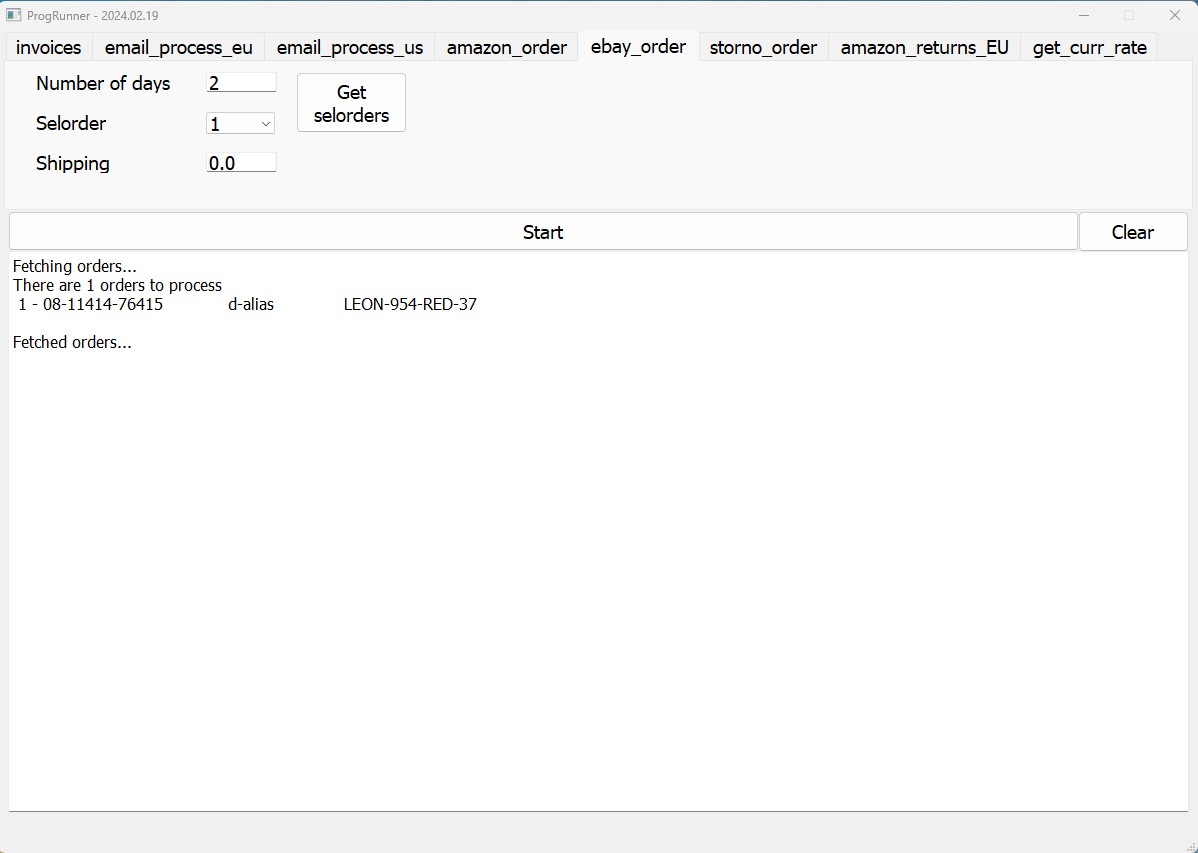 ProgRunner - 2024.02.19
invoices email_process_eu email_process_us amazon_order ebay_order storno_order amazon_returns_EU get_curr_rate
Number of days 2
Get
selorders
Selorder 1
Shipping 0.0
Start Clear
Fetching orders...
There are 1 orders to process
1 - 08-11414-76415 d-alias LEON-954-RED-37
Fetched orders...